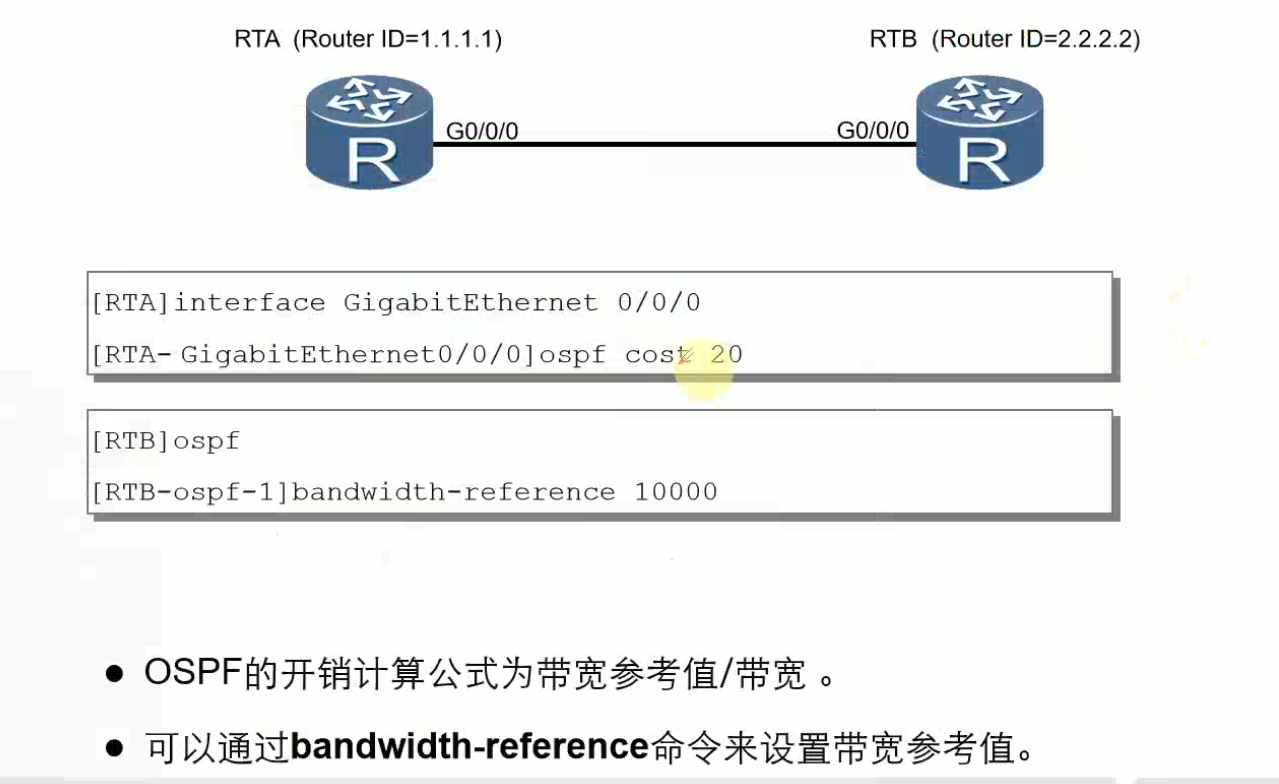 RTA (Router ID=1.1.1.1)
RTB (Router ID=2.2.2.2)
R
G0/0/0
G0/0/0
R
[RTA]interface GigabitEthernet 0/0/0
[RTA- GigabitEthernet0/0/0]ospf cost 20
[RTB]ospf
[RTB-ospf-1]bandwidth-reference 10000
● OSPF的开销计算公式为带宽参考值/带宽 。
● 可以通过bandwidth-reference命令来设置带宽参考值。